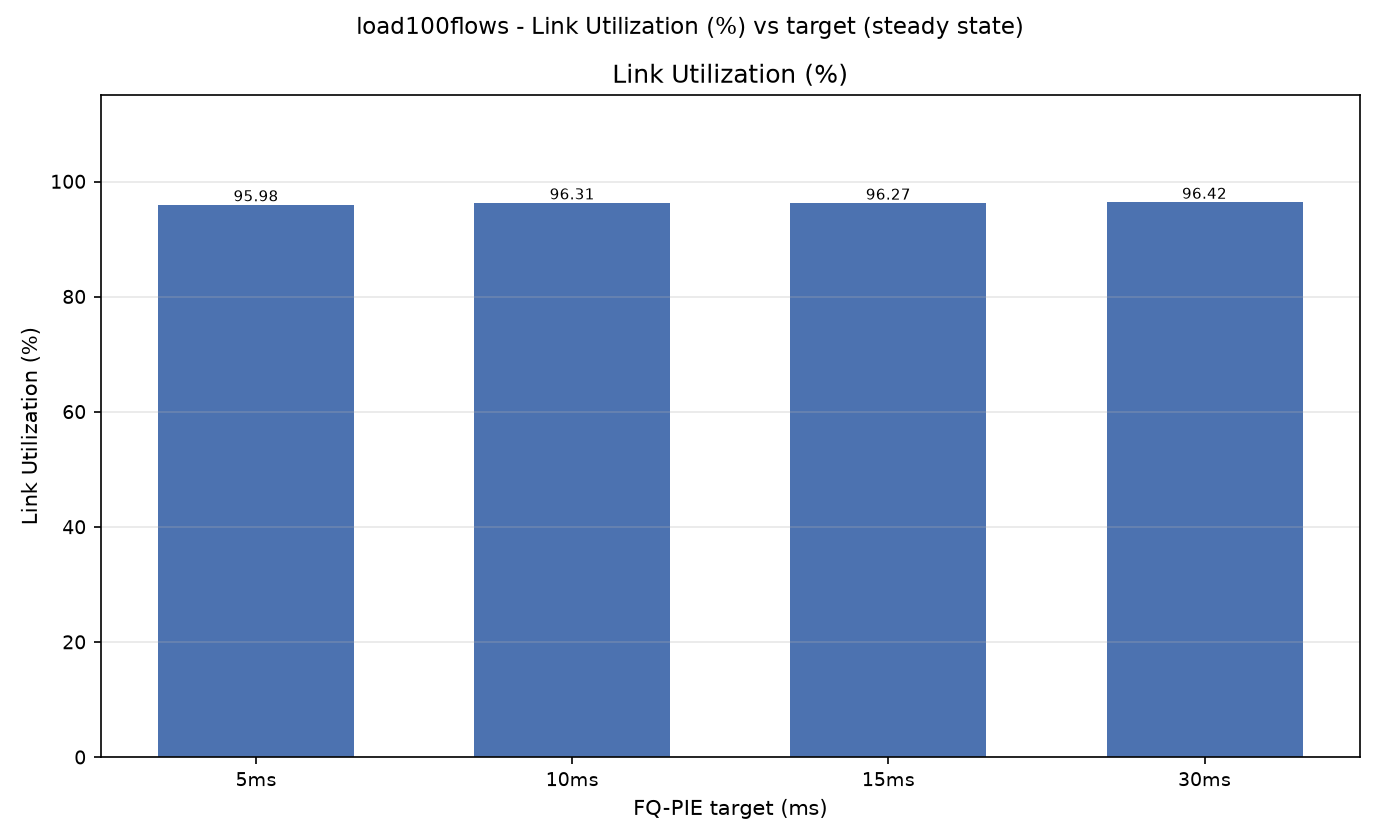 load100flows - Link Utilization (%) vs target (steady state)
Link Utilization (%)
Link Utilization (%)
100
80
60
40
20
0
95.98
96.31
96.27
96.42
5ms
10ms
15ms
30ms
FQ-PIE target (ms)